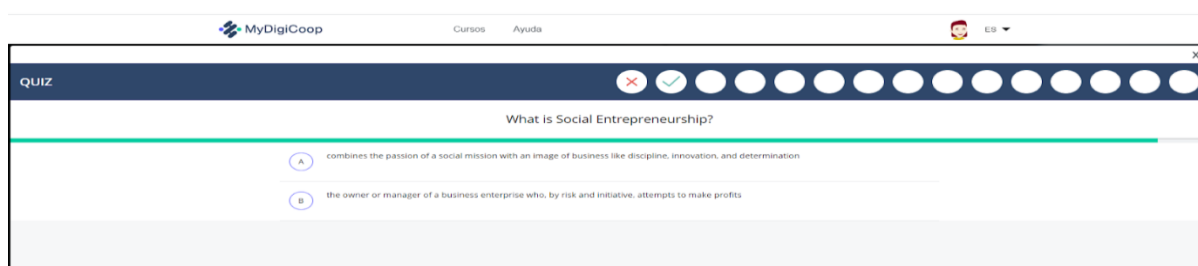 MyDigiCoop
Cursos Ayuda
ES
QUIZ
What is Social Entrepreneurship?
A combines the passion of a social mission with an image of business like discipline, innovation, and determination
B the owner or manager of a business enterprise who, by risk and initiative, attempts to make profits